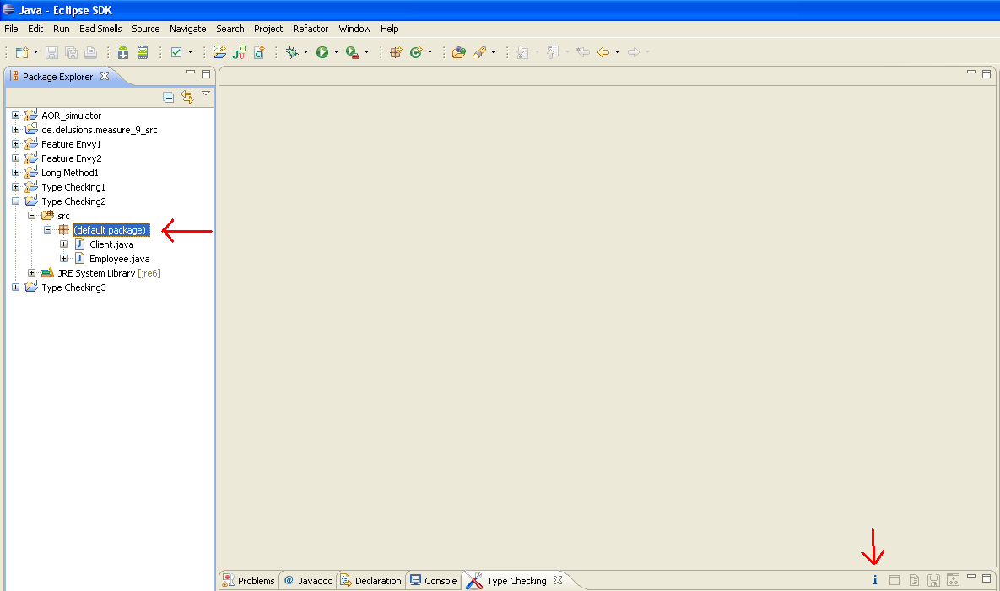 Java - Eclipse SDK
File Edit Run Bad Smells Source Navigate Search Project Refactor Window Help
Package Explorer
AOR_simulator
de.delusions.measure_9_src
Feature Envy1
Feature Envy2
Long Method1
Type Checking1
Type Checking2
src
(default package)
Client.java
Employee.java
JRE System Library [jre6]
Type Checking3
Problems @ Javadoc Declaration Console Type Checking i